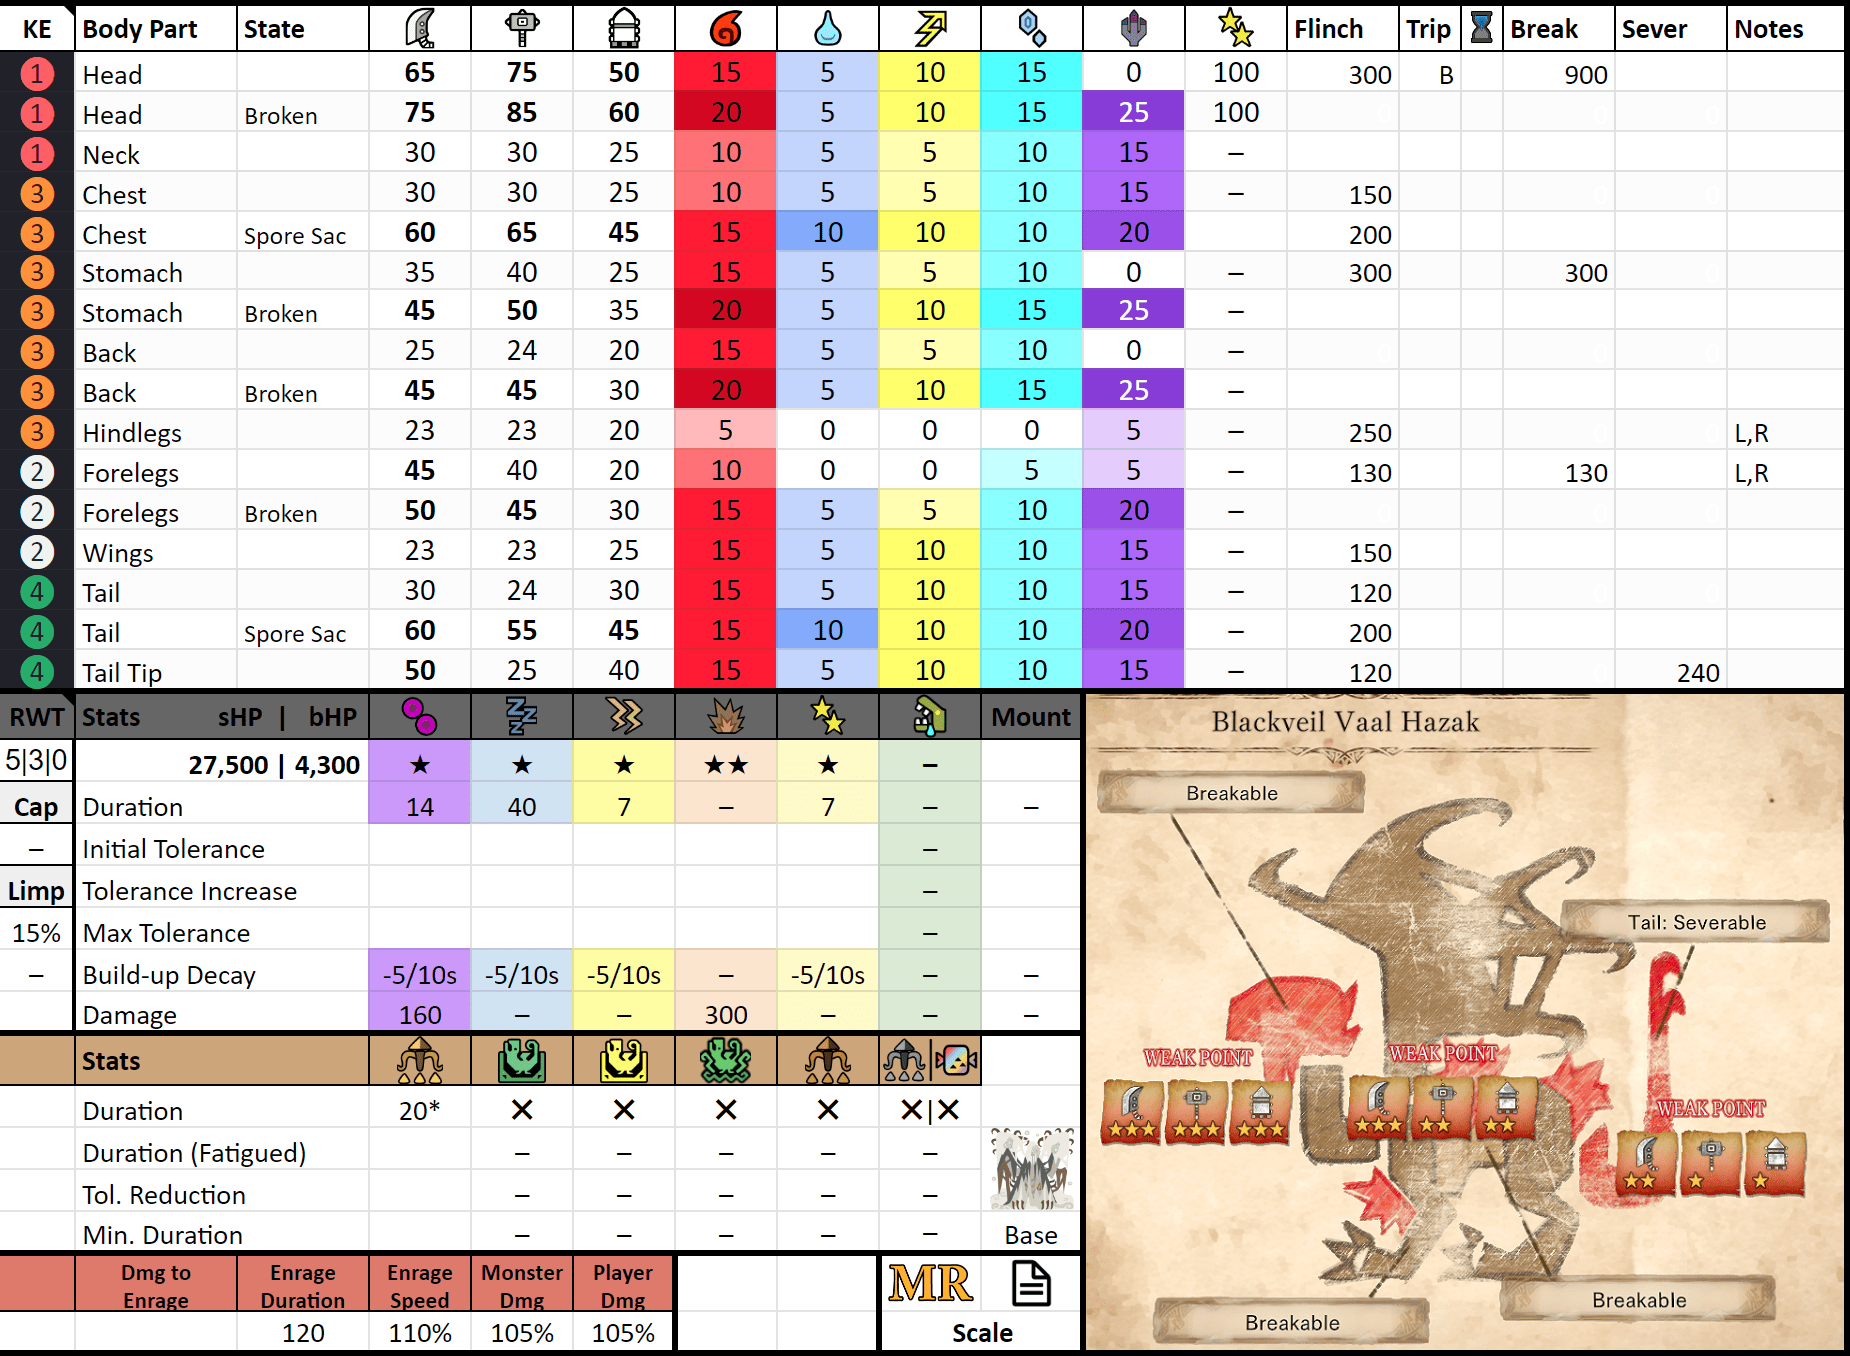 KE Body Part State Flinch Trip Break Sever Notes
1 Head 65 75 50 15 5 10 15 0 100 300 B 900
1 Head Broken 75 85 60 20 5 10 15 25 100
1 Neck 30 30 25 10 5 5 10 15 –
3 Chest 30 30 25 10 5 5 10 15 – 150
3 Chest Spore Sac 60 65 45 15 10 10 10 20 200
3 Stomach 35 40 25 15 5 5 10 0 – 300 300
3 Stomach Broken 45 50 35 20 5 10 15 25 –
3 Back 25 24 20 15 5 5 10 0 –
3 Back Broken 45 45 30 20 5 10 15 25 –
3 Hindlegs 23 23 20 5 0 0 0 5 – 250 L,R
2 Forelegs 45 40 20 10 0 0 5 5 – 130 130 L,R
2 Forelegs Broken 50 45 30 15 5 5 10 20 –
2 Wings 23 23 25 15 5 10 10 15 – 150
4 Tail 30 24 30 15 5 10 10 15 – 120
4 Tail Spore Sac 60 55 45 15 10 10 10 20 – 200
4 Tail Tip 50 25 40 15 5 10 10 15 – 120 240
RWT Stats sHP | bHP Mount
5|3|0 27,500 | 4,300 ★ ★ ★ ★★ ★ –
Cap Duration 14 40 7 – 7 – –
– Initial Tolerance –
Limp Tolerance Increase –
15% Max Tolerance –
– Build-up Decay -5/10s -5/10s -5/10s – -5/10s – –
Damage 160 – – 300 – – –
Stats
Duration 20* ✕ ✕ ✕ ✕ ✕|✕
Duration (Fatigued) – – – – –
Tol. Reduction – – – – –
Min. Duration – – – – – Base
Dmg to Enrage Enrage Duration Enrage Speed Monster Dmg Player Dmg MR
120 110% 105% 105% Scale
Blackveil Vaal Hazak
Breakable
Tail: Severable
WEAK POINT
WEAK POINT
WEAK POINT
Breakable
Breakable